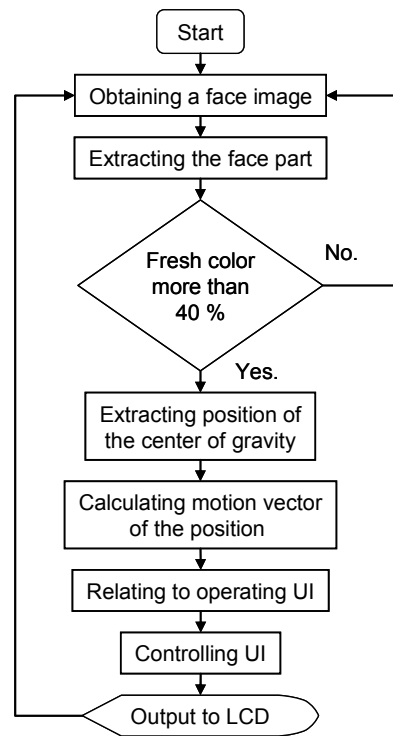 Start
Obtaining a face image
Extracting the face part
Fresh color
more than
40 %
No.
Yes.
Extracting position of
the center of gravity
Calculating motion vector
of the position
Relating to operating UI
Controlling UI
Output to LCD